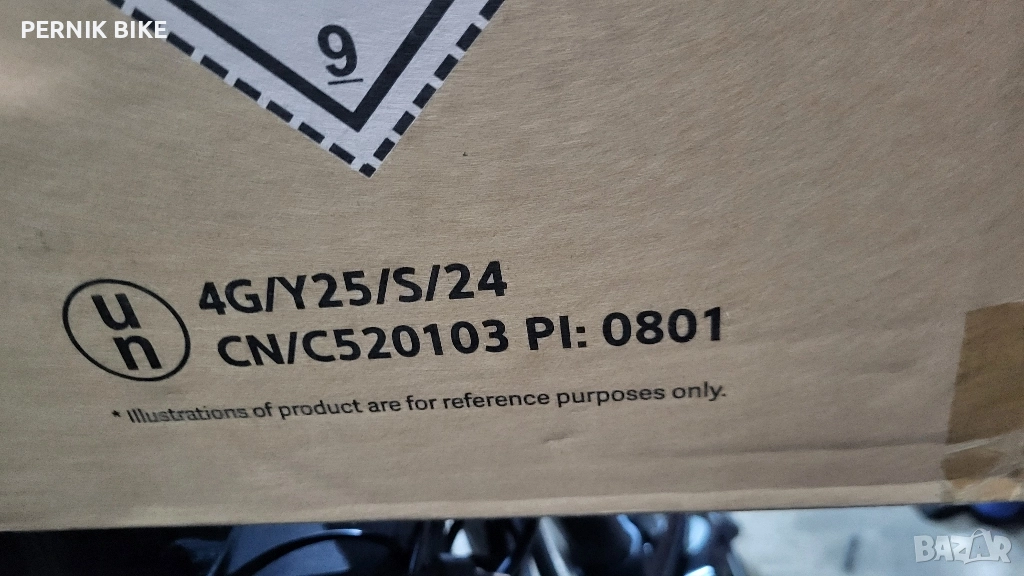 PERNIK BIKE
9
un
4G/Y25/S/24
CN/C520103 PI: 0801
* Illustrations of product are for reference purposes only.
BAZAR